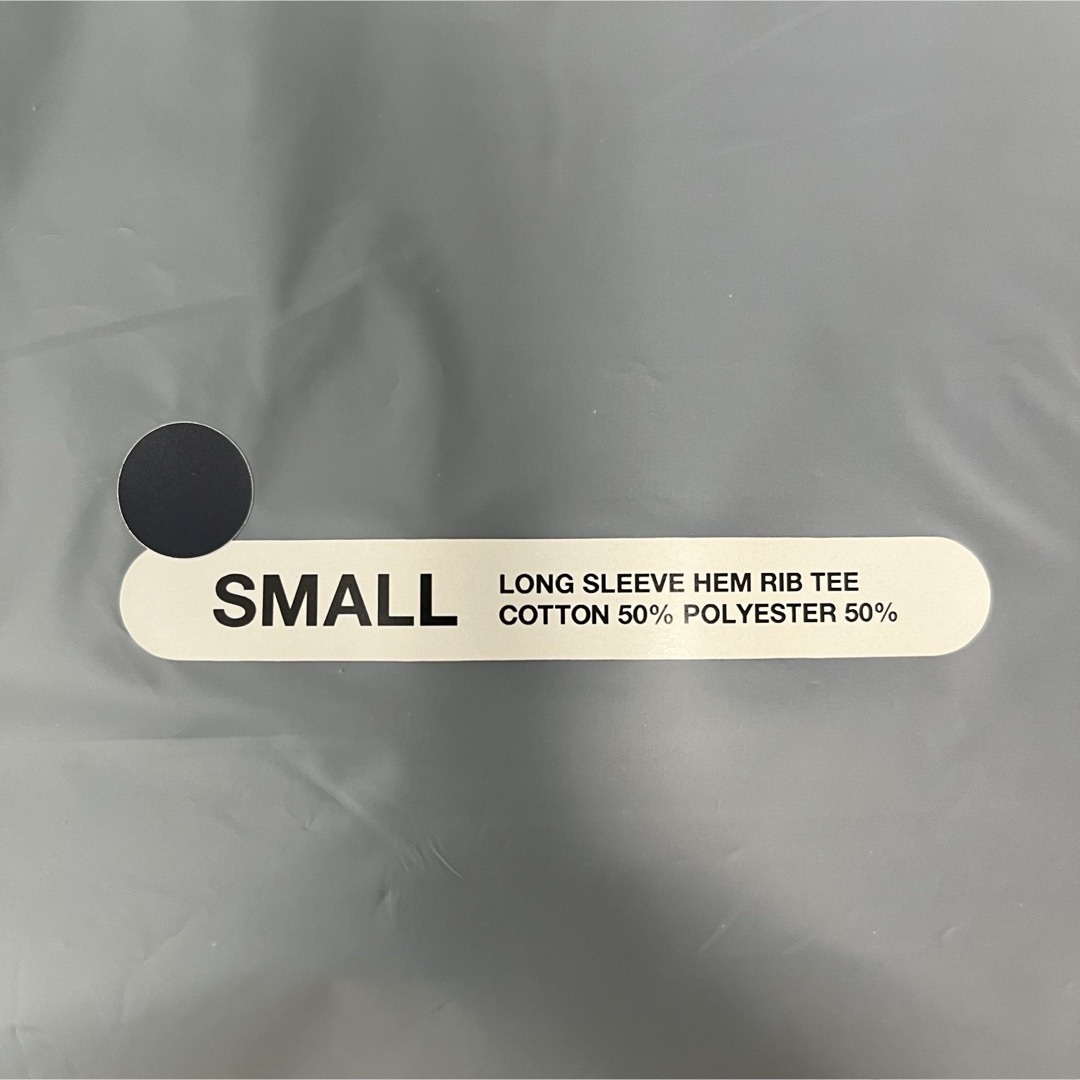 SMALL
LONG SLEEVE HEM RIB TEE
COTTON 50% POLYESTER 50%